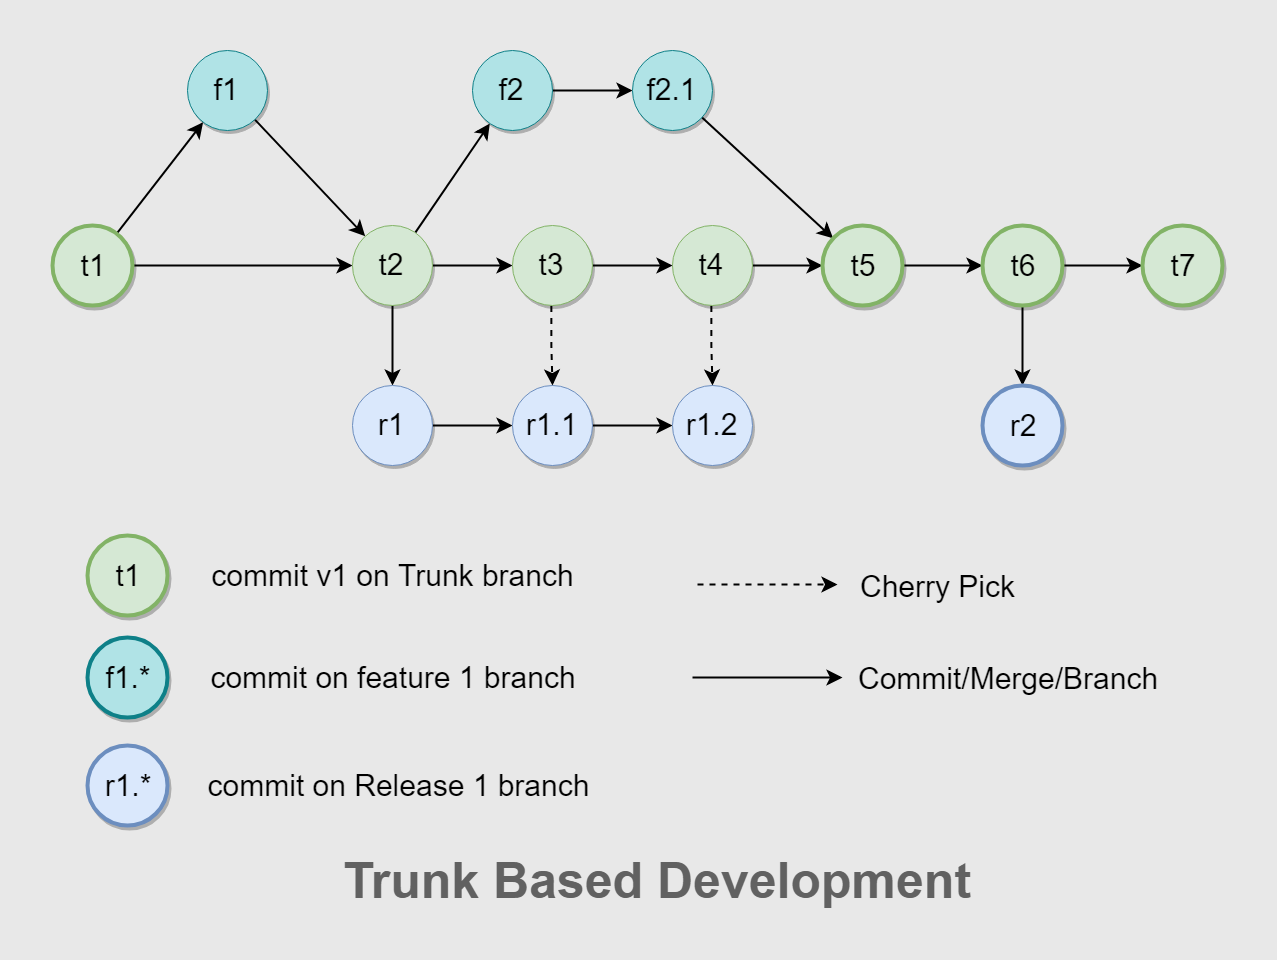 f1
f2
f2.1
t1
t2
t3
t4
t5
t6
t7
r1
r1.1
r1.2
r2
t1
commit v1 on Trunk branch
Cherry Pick
f1.*
commit on feature 1 branch
Commit/Merge/Branch
r1.*
commit on Release 1 branch
Trunk Based Development